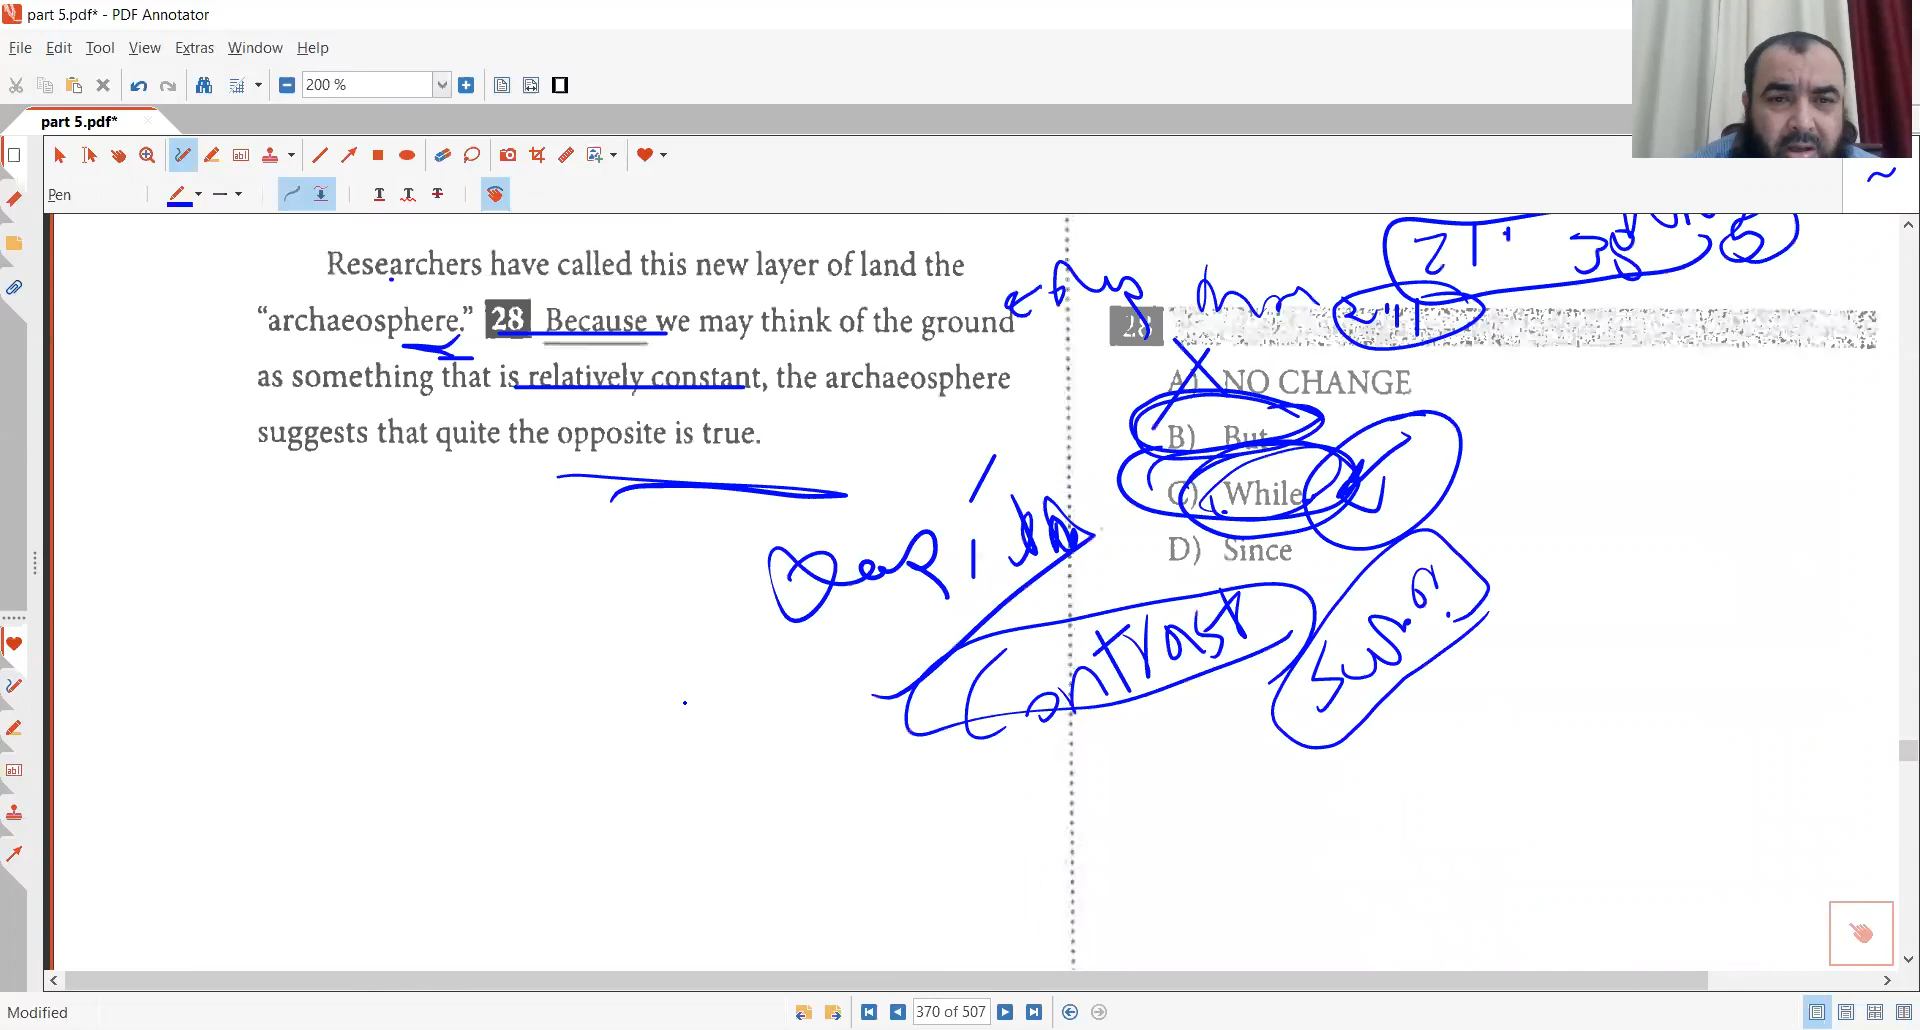 part 5.pdf* - PDF Annotator
File Edit Tool View Extras Window Help
200 %
part 5.pdf*
Pen
Researchers have called this new layer of land the
“archaeosphere.” 28 Because we may think of the ground
as something that is relatively constant, the archaeosphere
suggests that quite the opposite is true.
28
A) NO CHANGE
B) But
C) While
D) Since
Contrast
Modified
370 of 507